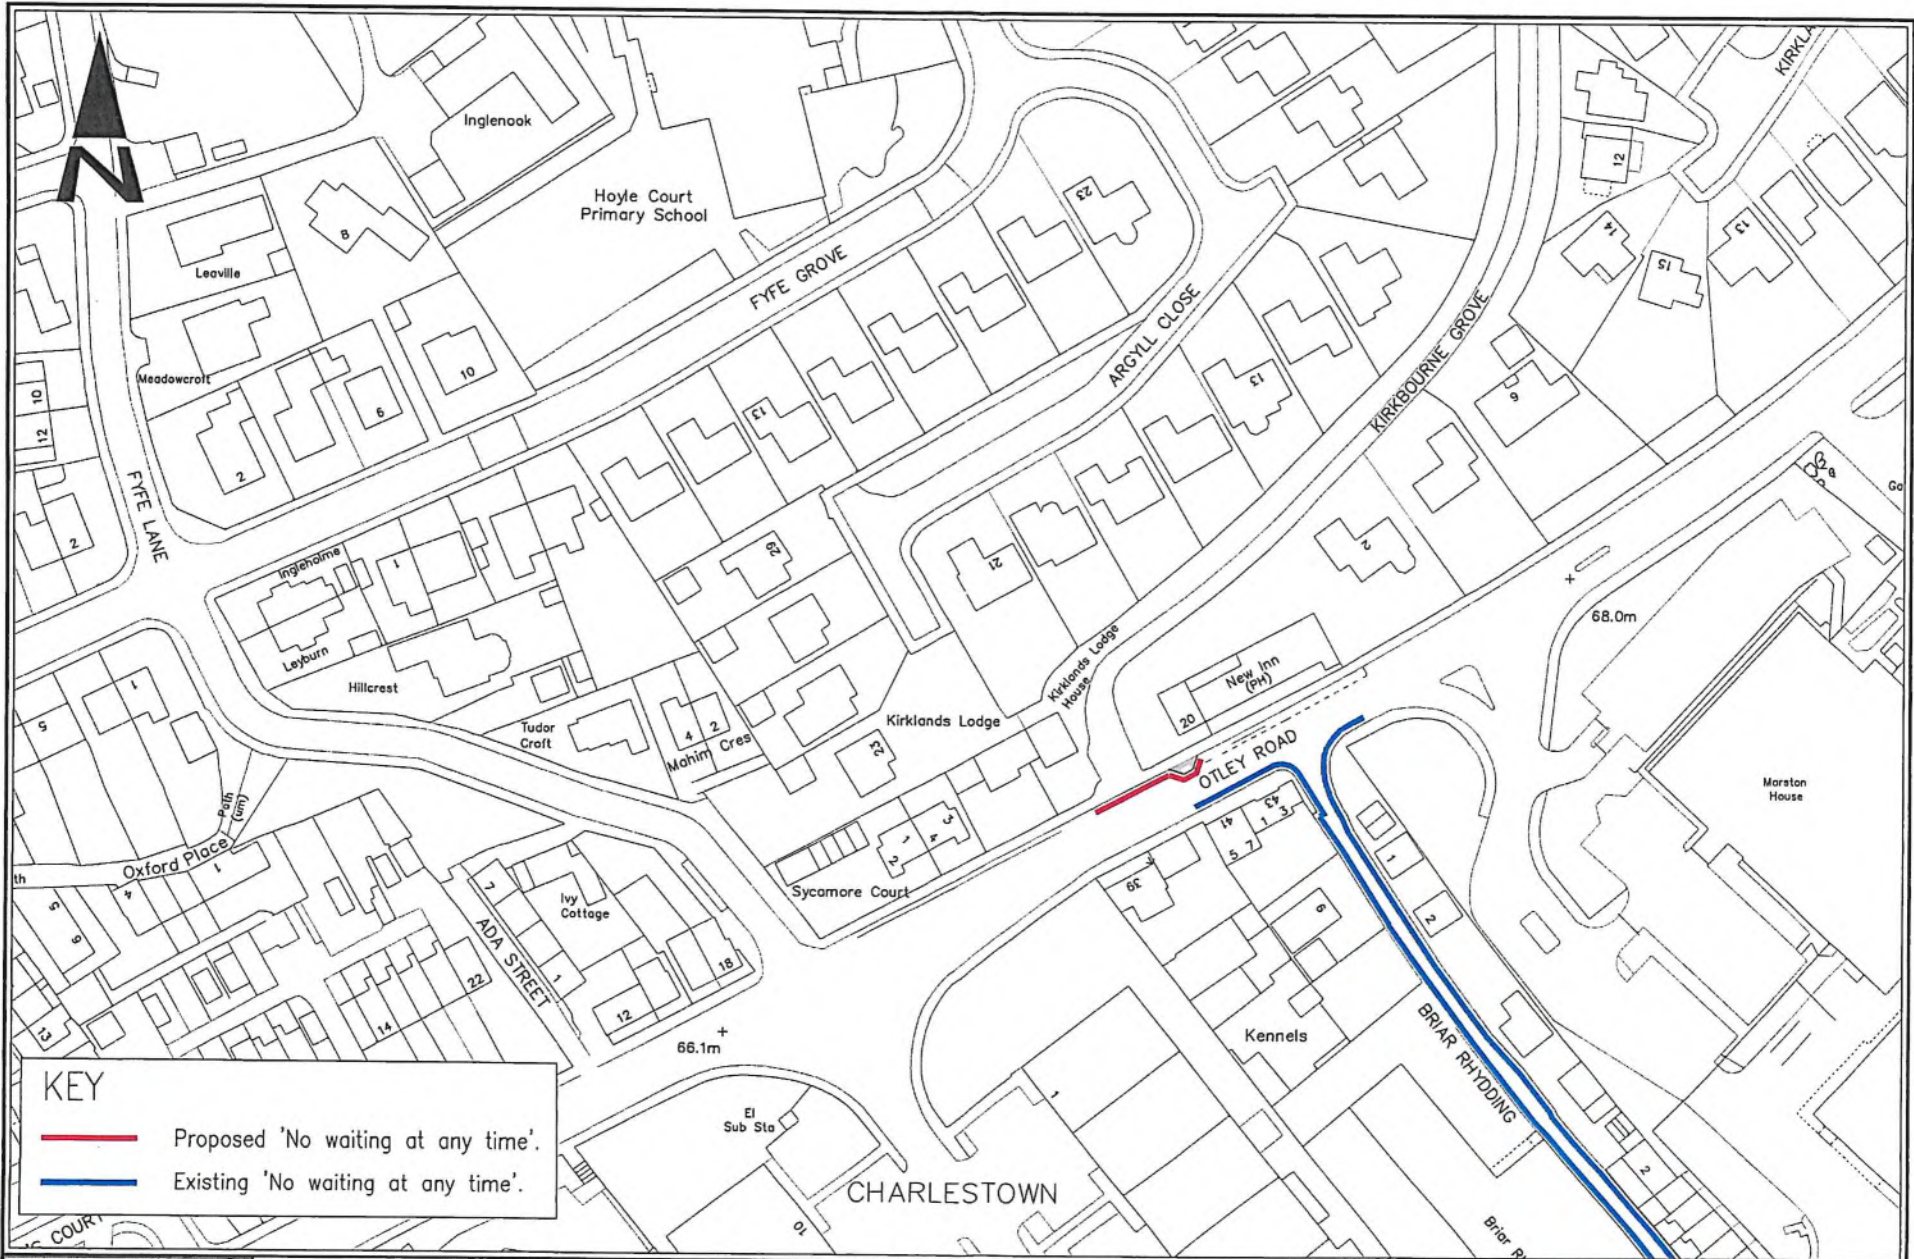 N
Inglenook
KIRKLA
Hoyle Court
Primary School
12
8
23
Leaville
14
15
13
FYFE GROVE
ARGYLL CLOSE
KIRKBOURNE GROVE
Meadowcroft
10
10
12
6
13
13
9
2
2
FYFE LANE
29
Ingleholme
1
21
2
Leyburn
68.0m
Hillcrest
1
5
Tudor
Croft
4
2
Mahim Cres
Kirklands Lodge
Kirklands Lodge
House
New Inn
(PH)
20
23
OTLEY ROAD
Marston
House
Path
(um)
Oxford Place
th
1
4
5
9
1
2
3
4
Sycamore Court
41
43
1
3
5
7
39
1
2
7
Ivy
Cottage
ADA STREET
1
18
6
22
12
14
13
66.1m
Kennels
BRIAR RHYDDING
KEY
Proposed 'No waiting at any time'.
Existing 'No waiting at any time'.
El
Sub Sta
1
2
CHARLESTOWN
10
'S COURT
Briar R
Ga